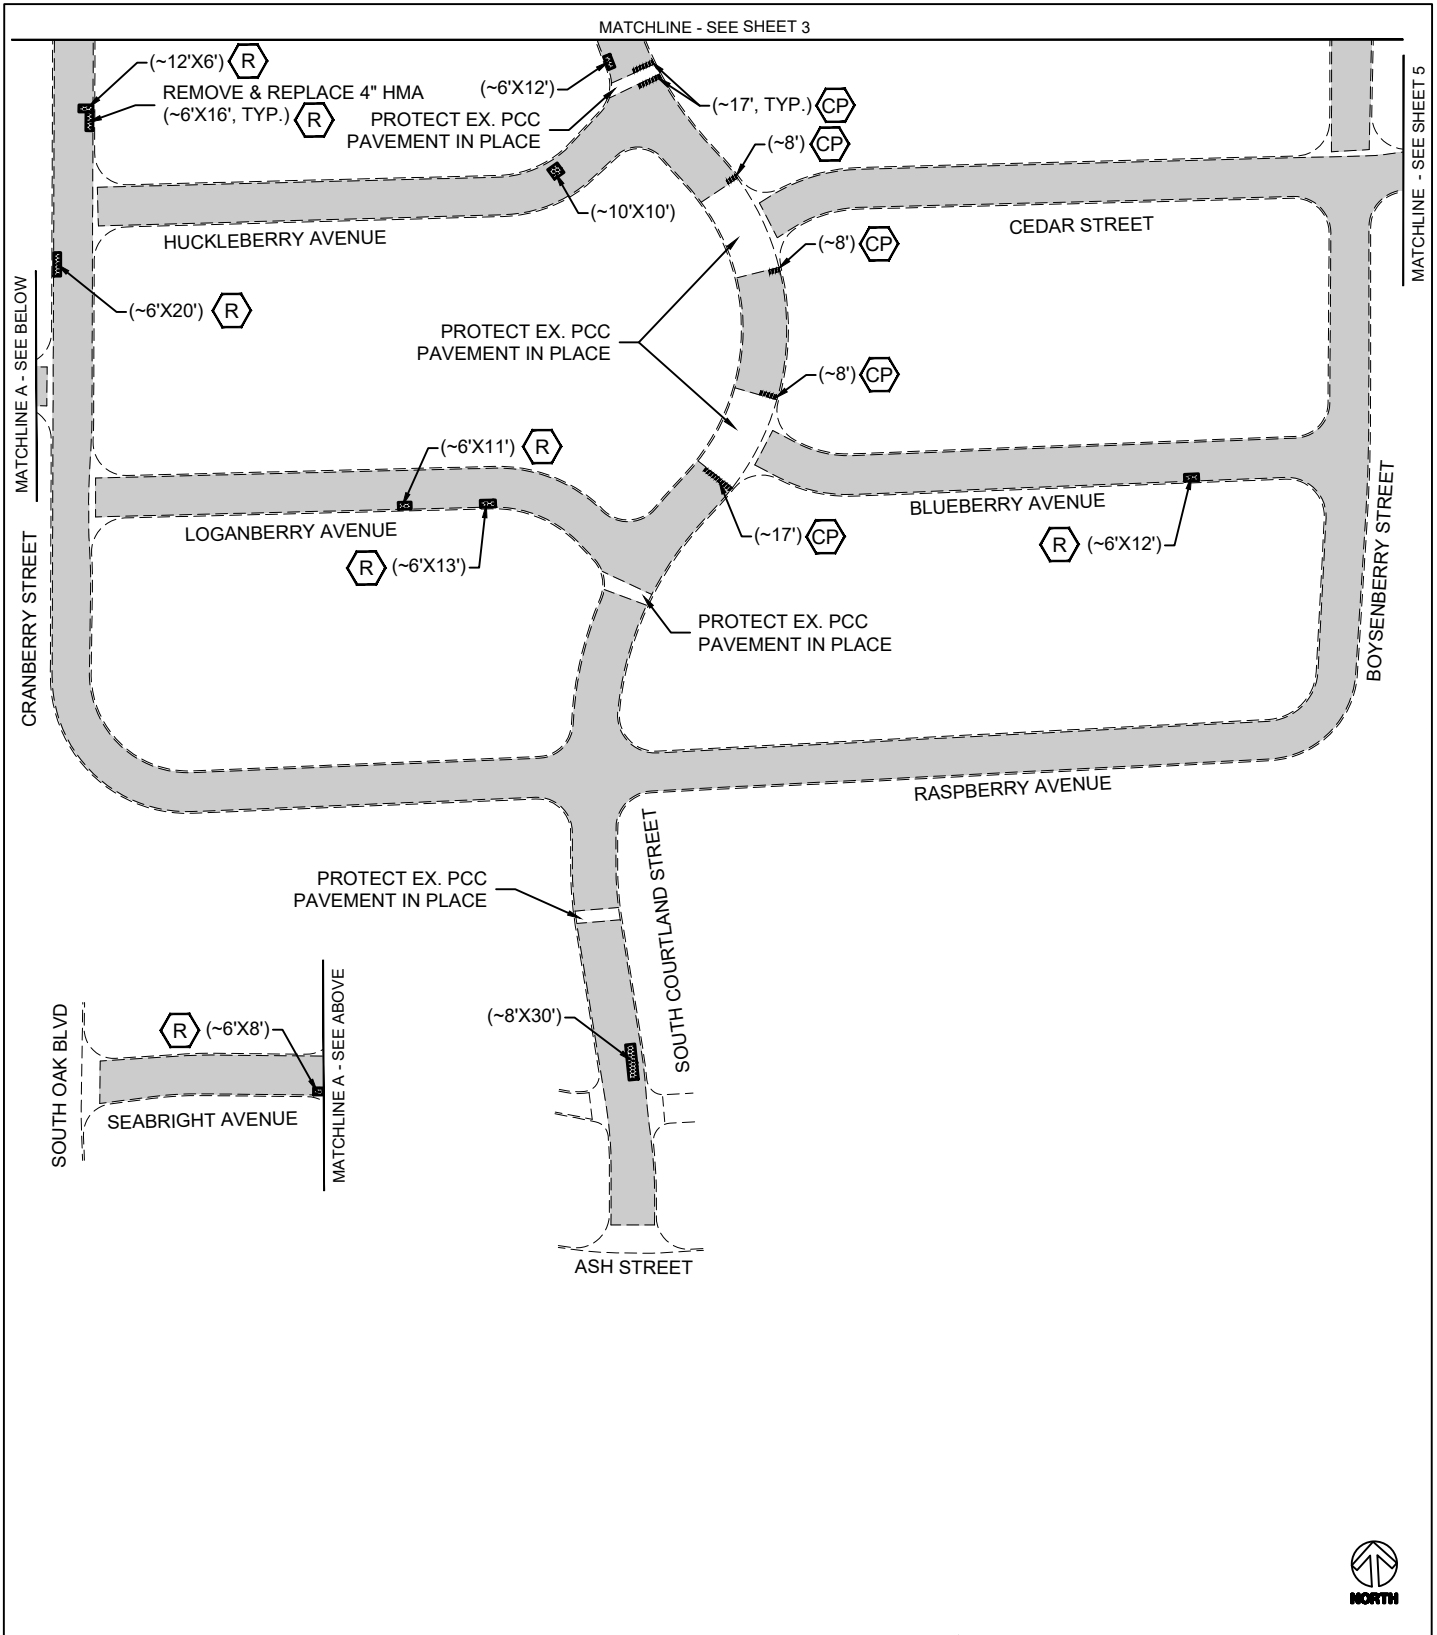 MATCHLINE - SEE SHEET 3
(~12'X6') R
REMOVE & REPLACE 4" HMA
(~6'X16', TYP.) R
(~6'X12')
PROTECT EX. PCC
PAVEMENT IN PLACE
(~17', TYP.) CP
(~8') CP
MATCHLINE - SEE SHEET 5
(~10'X10')
HUCKLEBERRY AVENUE
CEDAR STREET
(~8') CP
(~6'X20') R
MATCHLINE A - SEE BELOW
PROTECT EX. PCC
PAVEMENT IN PLACE
(~8') CP
(~6'X11') R
LOGANBERRY AVENUE
R (~6'X13')
BLUEBERRY AVENUE
(~17') CP
R (~6'X12')
CRANBERRY STREET
BOYSENBERRY STREET
PROTECT EX. PCC
PAVEMENT IN PLACE
RASPBERRY AVENUE
SOUTH COURTLAND STREET
PROTECT EX. PCC
PAVEMENT IN PLACE
SOUTH OAK BLVD
R (~6'X8')
MATCHLINE A - SEE ABOVE
SEABRIGHT AVENUE
(~8'X30')
ASH STREET
NORTH